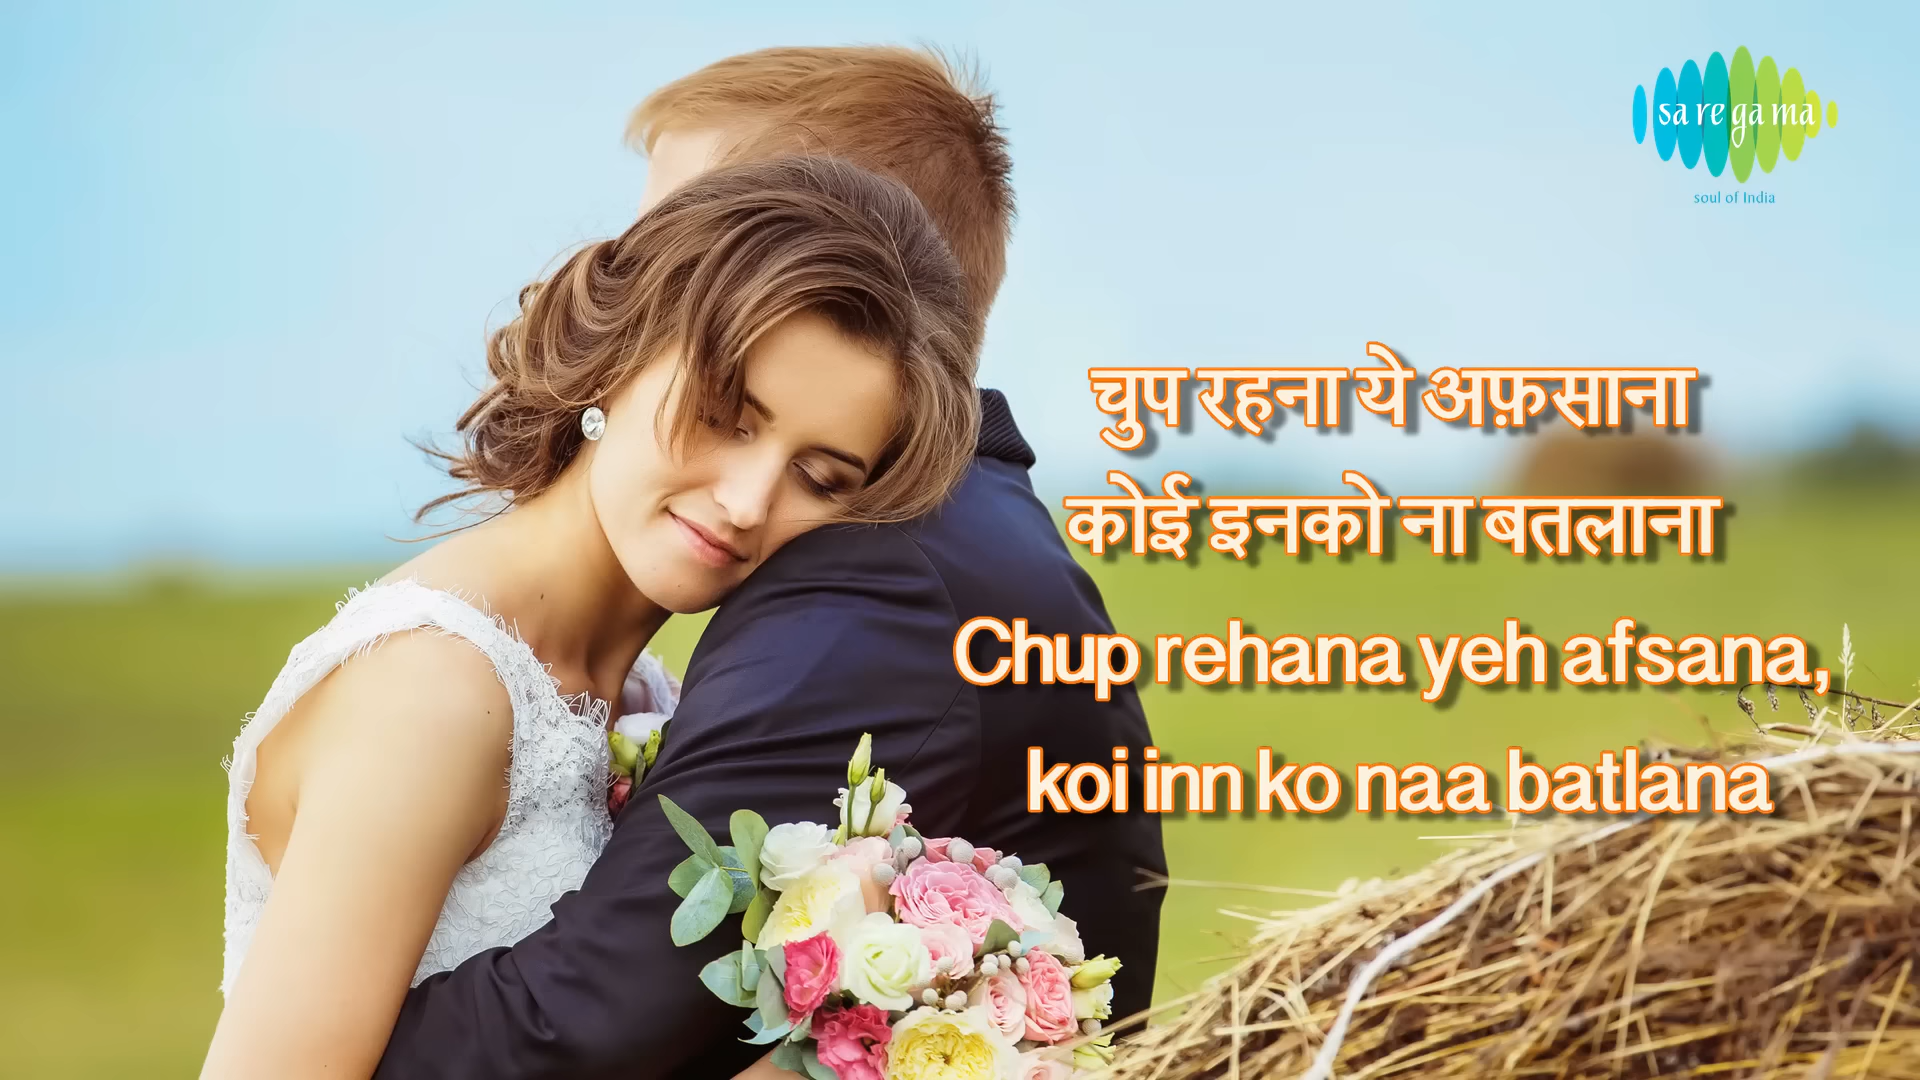 sa re ga ma
soul of India
चुप रहना ये अफ़साना
कोई इनको ना बतलाना
Chup rehana yeh afsana,
koi inn ko naa batlana